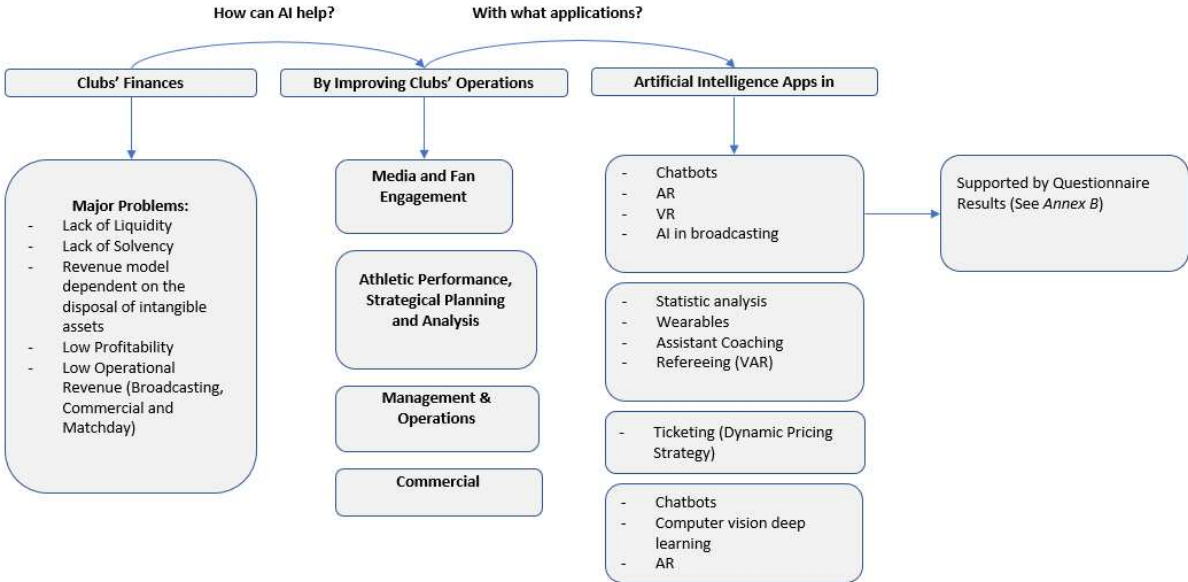 How can AI help?
With what applications?
Clubs' Finances
By Improving Clubs' Operations
Artificial Intelligence Apps in
Major Problems:
- Lack of Liquidity
- Lack of Solvency
- Revenue model
dependent on the
disposal of intangible
assets
- Low Profitability
- Low Operational
Revenue (Broadcasting,
Commercial and
Matchday)
Media and Fan
Engagement
Athletic Performance,
Strategical Planning
and Analysis
Management &
Operations
Commercial
- Chatbots
- AR
- VR
- AI in broadcasting
- Statistic analysis
- Wearables
- Assistant Coaching
- Refereeing (VAR)
- Ticketing (Dynamic Pricing
Strategy)
- Chatbots
- Computer vision deep
learning
- AR
Supported by Questionnaire
Results (See Annex B)